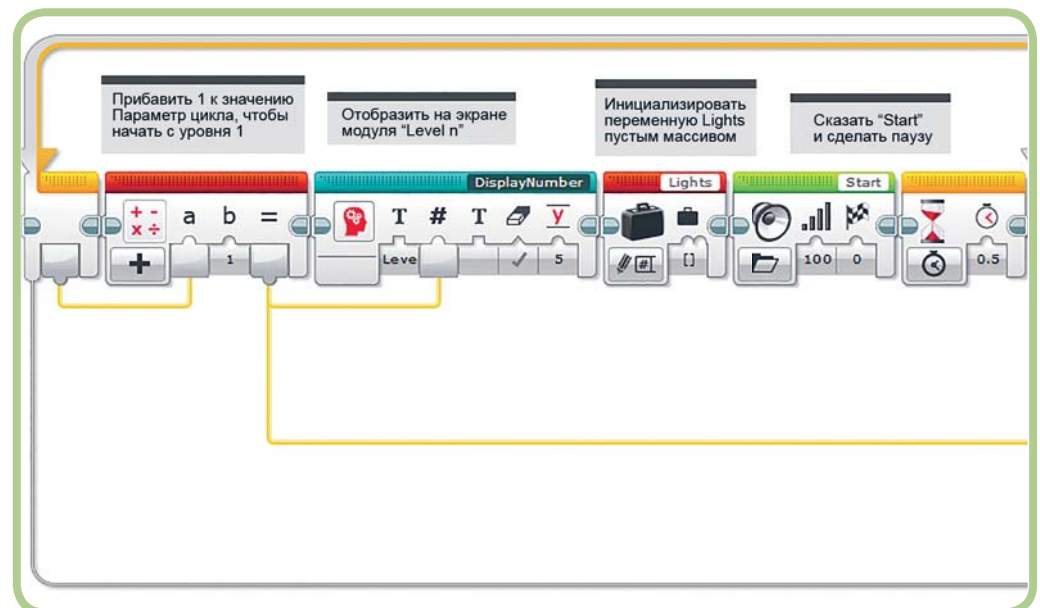 Прибавить 1 к значению
Параметр цикла, чтобы
начать с уровня 1
Отобразить на экране
модуля “Level n”
Инициализировать
переменную Lights
пустым массивом
Сказать “Start”
и сделать паузу
DisplayNumber
Lights
Start
a b =
T # T y
1
Leve
5
[]
100 0
0.5